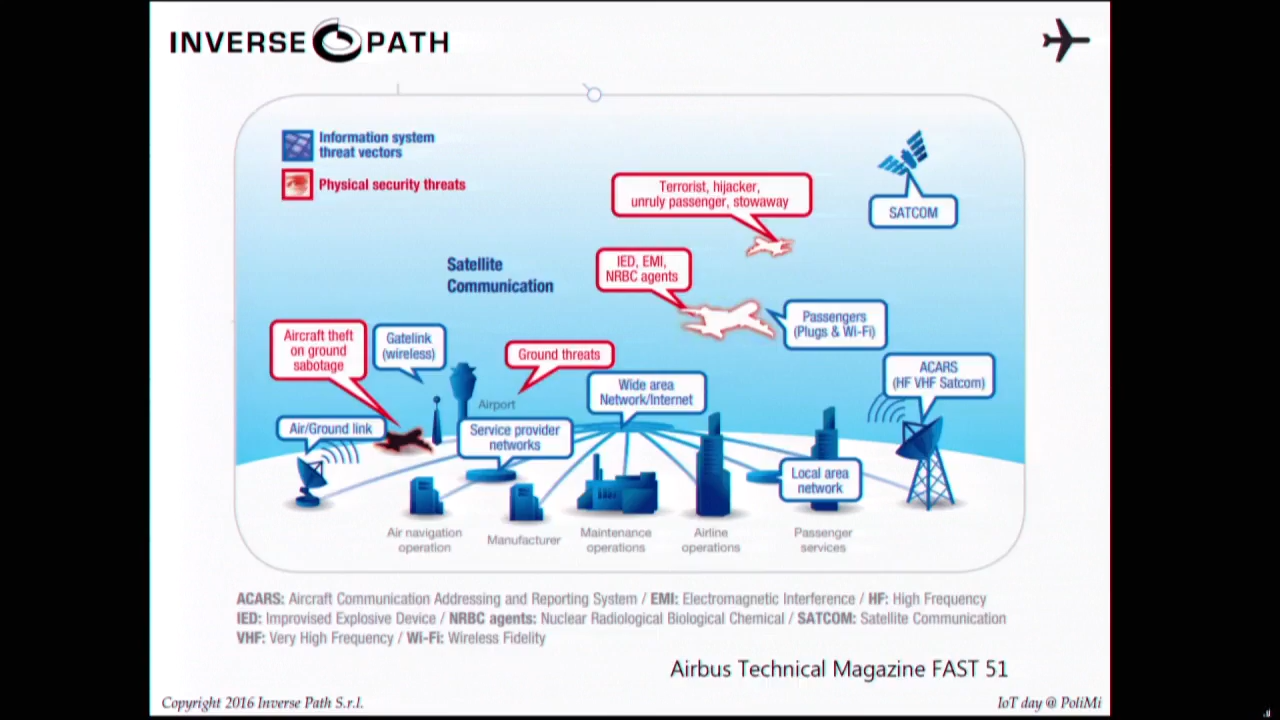 INVERSE PATH
Information system
threat vectors
Physical security threats
Terrorist, hijacker,
unruly passenger, stowaway
SATCOM
Satellite
Communication
IED, EMI,
NRBC agents
Passengers
(Plugs & Wi-Fi)
Aircraft theft
on ground
sabotage
Gatelink
(wireless)
Ground threats
Wide area
Network/Internet
ACARS
(HF VHF Satcom)
Airport
Air/Ground link
Service provider
networks
Local area
network
Air navigation
operation
Manufacturer
Maintenance
operations
Airline
operations
Passenger
services
ACARS: Aircraft Communication Addressing and Reporting System / EMI: Electromagnetic Interference / HF: High Frequency
IED: Improvised Explosive Device / NRBC agents: Nuclear Radiological Biological Chemical / SATCOM: Satellite Communication
VHF: Very High Frequency / Wi-Fi: Wireless Fidelity
Airbus Technical Magazine FAST 51
Copyright 2016 Inverse Path S.r.l.
IoT day @ PoliMi